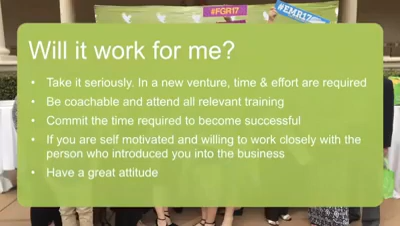 #FGR17
#EMR17
Will it work for me?
• Take it seriously. In a new venture, time & effort are required
• Be coachable and attend all relevant training
• Commit the time required to become successful
• If you are self motivated and willing to work closely with the
person who introduced you into the business
• Have a great attitude